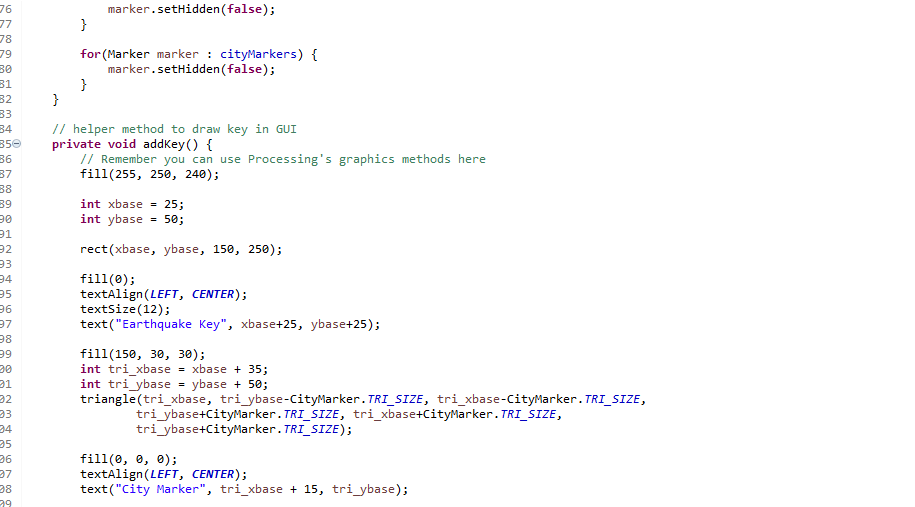 76 marker.setHidden(false);
77 }
78
79 for(Marker marker : cityMarkers) {
80 marker.setHidden(false);
81 }
82 }
83
84 // helper method to draw key in GUI
85 private void addKey() {
86 // Remember you can use Processing's graphics methods here
87 fill(255, 250, 240);
88
89 int xbase = 25;
90 int ybase = 50;
91
92 rect(xbase, ybase, 150, 250);
93
94 fill(0);
95 textAlign(LEFT, CENTER);
96 textSize(12);
97 text("Earthquake Key", xbase+25, ybase+25);
98
99 fill(150, 30, 30);
00 int tri_xbase = xbase + 35;
01 int tri_ybase = ybase + 50;
02 triangle(tri_xbase, tri_ybase-CityMarker.TRI_SIZE, tri_xbase-CityMarker.TRI_SIZE,
03 tri_ybase+CityMarker.TRI_SIZE, tri_xbase+CityMarker.TRI_SIZE,
04 tri_ybase+CityMarker.TRI_SIZE);
05
06 fill(0, 0, 0);
07 textAlign(LEFT, CENTER);
08 text("City Marker", tri_xbase + 15, tri_ybase);
09